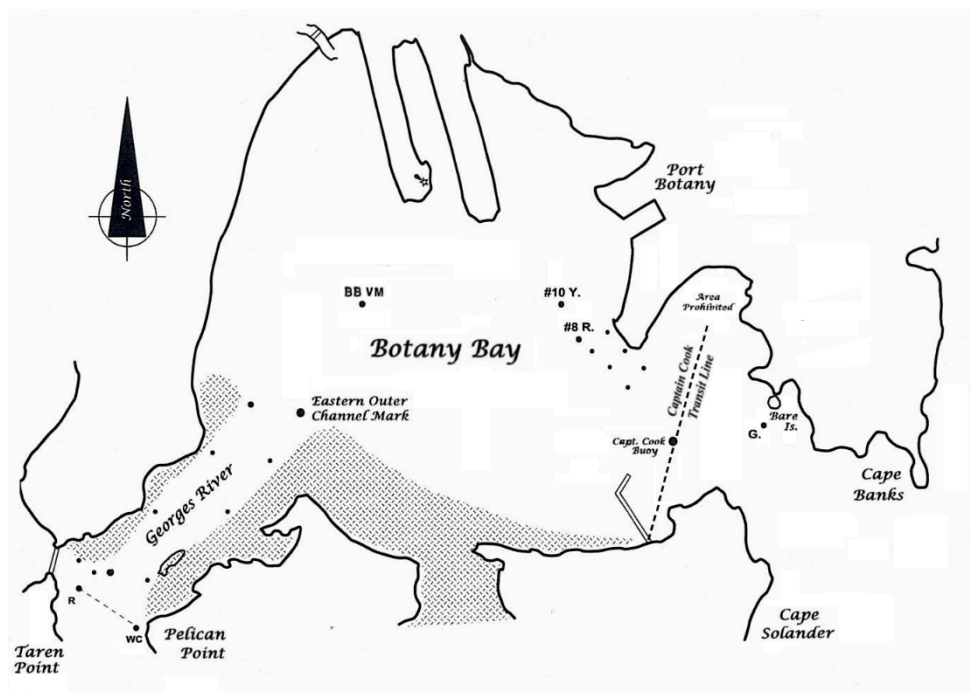 North
Port
Botany
BB VM
#10 Y.
Area
Prohibited
#8 R.
Botany Bay
Captain Cook
Transit Line
Eastern Outer
Channel Mark
Bare
Is.
G.
Capt. Cook
Buoy
Cape
Banks
Georges River
R
WC
Pelican
Point
Cape
Solander
Taren
Point